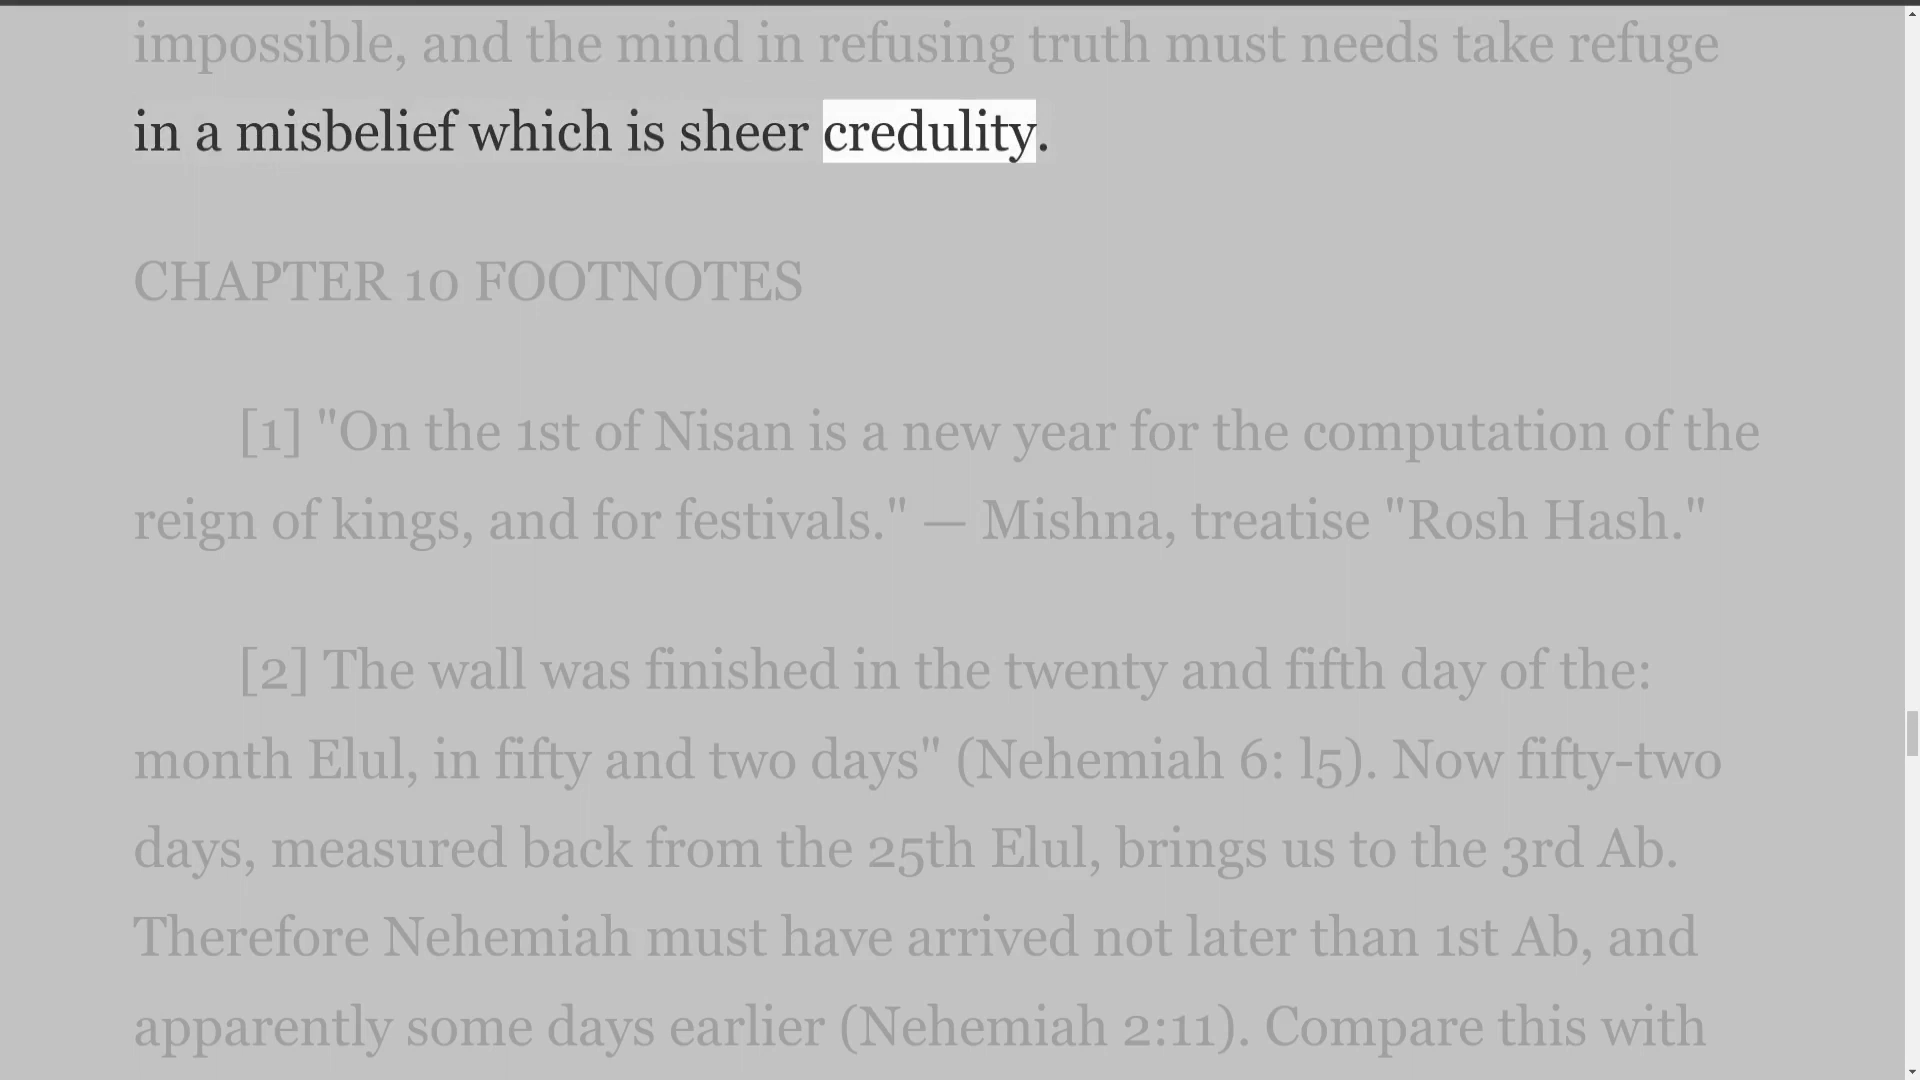 impossible, and the mind in refusing truth must needs take refuge
in a misbelief which is sheer credulity.
CHAPTER 10 FOOTNOTES
[1] "On the 1st of Nisan is a new year for the computation of the
reign of kings, and for festivals." — Mishna, treatise "Rosh Hash."
[2] The wall was finished in the twenty and fifth day of the:
month Elul, in fifty and two days" (Nehemiah 6: l5). Now fifty-two
days, measured back from the 25th Elul, brings us to the 3rd Ab.
Therefore Nehemiah must have arrived not later than 1st Ab, and
apparently some days earlier (Nehemiah 2:11). Compare this with